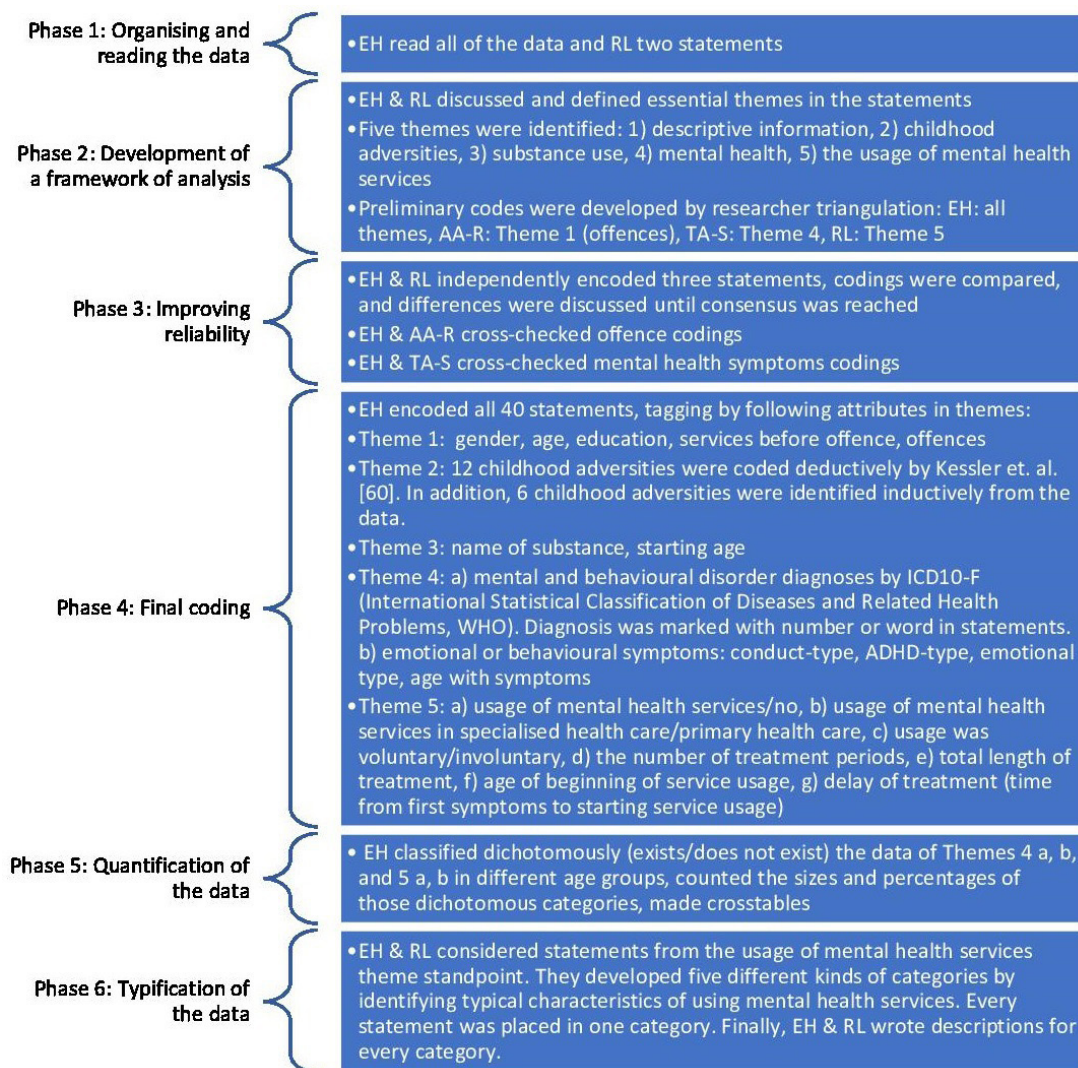 Phase 1: Organising and
reading the data
•EH read all of the data and RL two statements
Phase 2: Development of
a framework of analysis
•EH & RL discussed and defined essential themes in the statements
•Five themes were identified: 1) descriptive information, 2) childhood
adversities, 3) substance use, 4) mental health, 5) the usage of mental health
services
•Preliminary codes were developed by researcher triangulation: EH: all
themes, AA-R: Theme 1 (offences), TA-S: Theme 4, RL: Theme 5
Phase 3: Improving
reliability
•EH & RL independently encoded three statements, codings were compared,
and differences were discussed until consensus was reached
•EH & AA-R cross-checked offence codings
•EH & TA-S cross-checked mental health symptoms codings
Phase 4: Final coding
•EH encoded all 40 statements, tagging by following attributes in themes:
•Theme 1: gender, age, education, services before offence, offences
•Theme 2: 12 childhood adversities were coded deductively by Kessler et. al.
[60]. In addition, 6 childhood adversities were identified inductively from the
data.
•Theme 3: name of substance, starting age
•Theme 4: a) mental and behavioural disorder diagnoses by ICD10-F
(International Statistical Classification of Diseases and Related Health
Problems, WHO). Diagnosis was marked with number or word in statements.
b) emotional or behavioural symptoms: conduct-type, ADHD-type, emotional
type, age with symptoms
•Theme 5: a) usage of mental health services/no, b) usage of mental health
services in specialised health care/primary health care, c) usage was
voluntary/involuntary, d) the number of treatment periods, e) total length of
treatment, f) age of beginning of service usage, g) delay of treatment (time
from first symptoms to starting service usage)
Phase 5: Quantification of
the data
• EH classified dichotomously (exists/does not exist) the data of Themes 4 a, b,
and 5 a, b in different age groups, counted the sizes and percentages of
those dichotomous categories, made crosstables
Phase 6: Typification of
the data
•EH & RL considered statements from the usage of mental health services
theme standpoint. They developed five different kinds of categories by
identifying typical characteristics of using mental health services. Every
statement was placed in one category. Finally, EH & RL wrote descriptions for
every category.